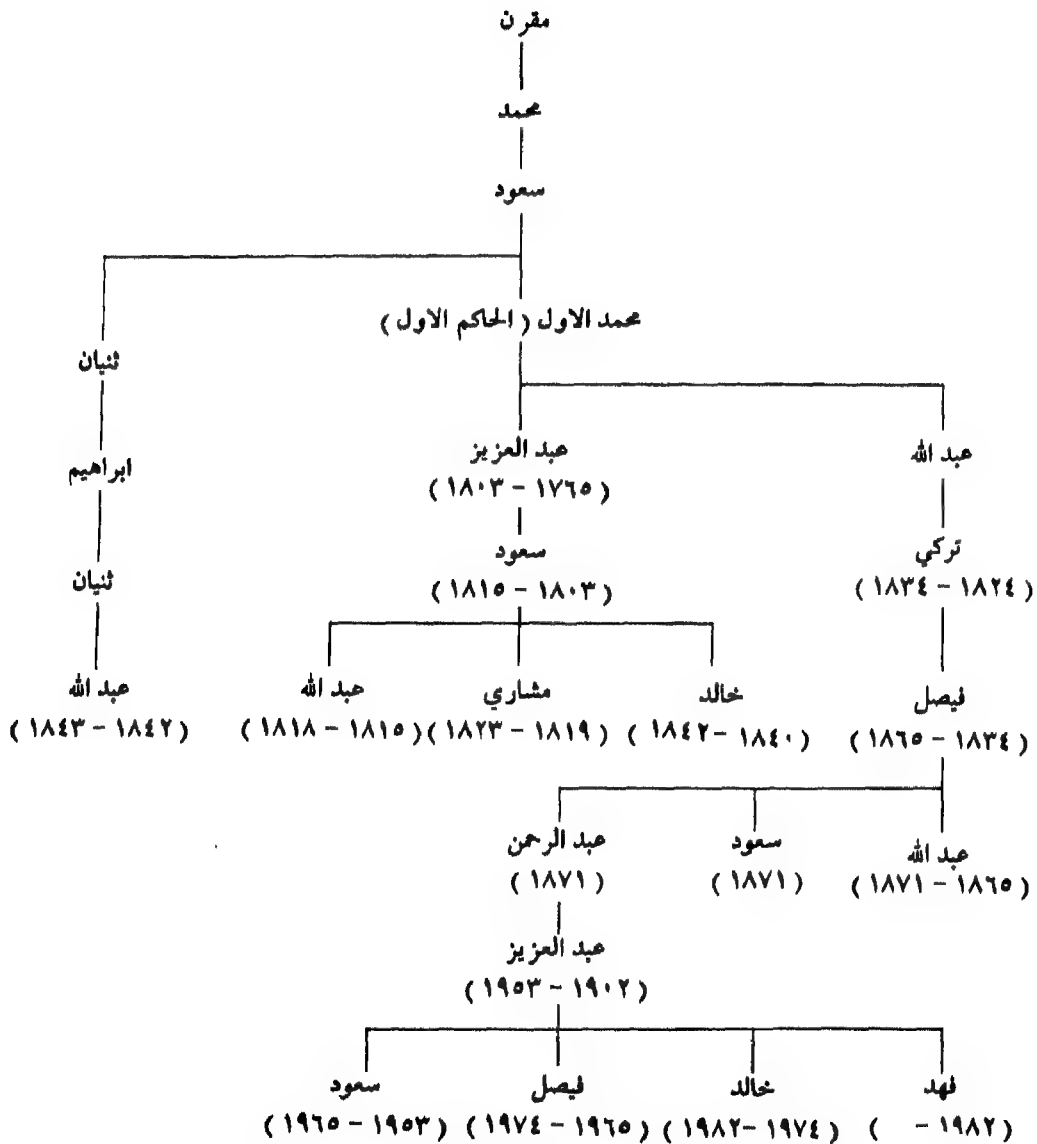 مقرن
محمد
سعود
محمد الاول ( الحاكم الاول )
ثنيان
عبد الله
عبد العزيز
ابراهيم
( ١٧٦٥ - ١٨٠٣ )
تركي
سعود
ثنيان
( ١٨٢٤ - ١٨٣٤ )
( ١٨٠٣ - ١٨١٥ )
فيصل
خالد
مشاري
عبد الله
عبد الله
( ١٨٣٤ - ١٨٦٥ )
( ١٨٤٠ - ١٨٤٢ )
( ١٨١٩ - ١٨٢٣ )
( ١٨١٥ - ١٨١٨ )
( ١٨٤٢ - ١٨٤٣ )
عبد الله
سعود
عبد الرحمن
( ١٨٦٥ - ١٨٧١ )
( ١٨٧١ )
( ١٨٧١ )
عبد العزيز
( ١٩٠٢ - ١٩٥٣ )
فهد
خالد
فيصل
سعود
( ١٩٨٢ - )
( ١٩٧٤ - ١٩٨٢ )
( ١٩٦٥ - ١٩٧٤ )
( ١٩٥٣ - ١٩٦٥ )